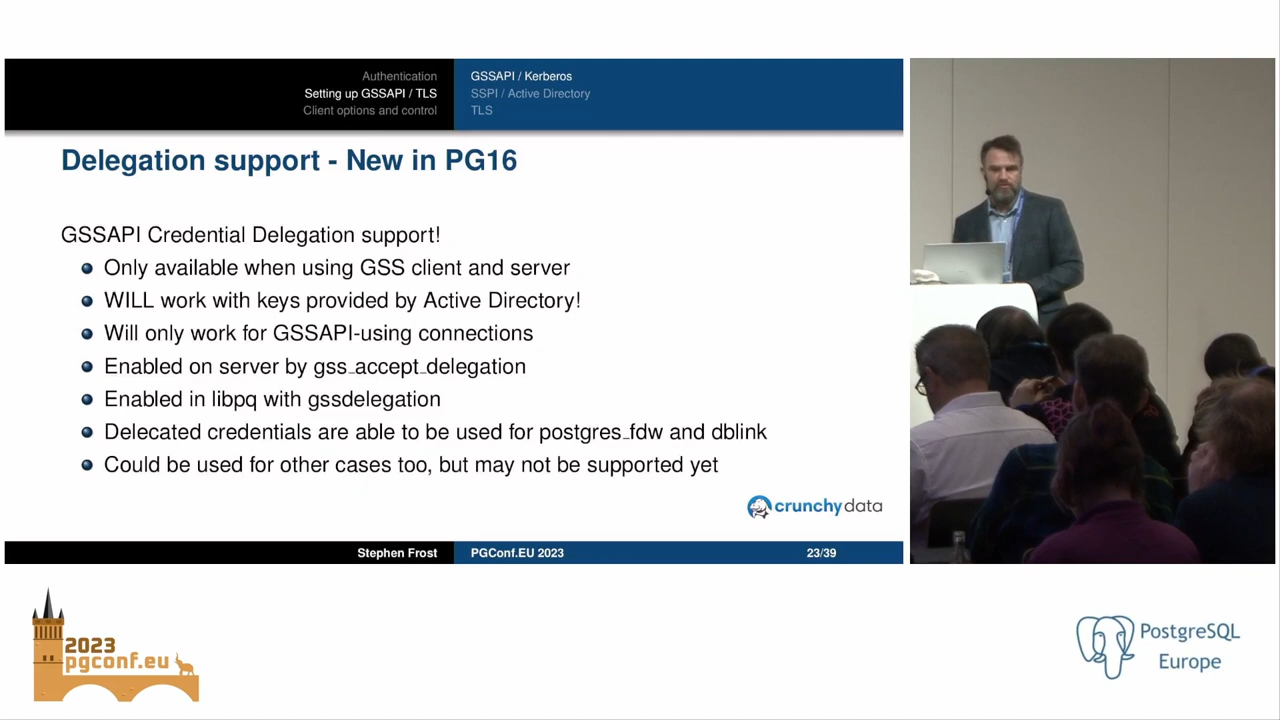 Authentication
Setting up GSSAPI / TLS
Client options and control
GSSAPI / Kerberos
SSPI / Active Directory
TLS
Delegation support - New in PG16
GSSAPI Credential Delegation support!
Only available when using GSS client and server
WILL work with keys provided by Active Directory!
Will only work for GSSAPI-using connections
Enabled on server by gss_accept_delegation
Enabled in libpq with gssdelegation
Delecated credentials are able to be used for postgres_fdw and dblink
Could be used for other cases too, but may not be supported yet
crunchydata
Stephen Frost
PGConf.EU 2023
23/39
2023
pgconf.eu
PostgreSQL
Europe